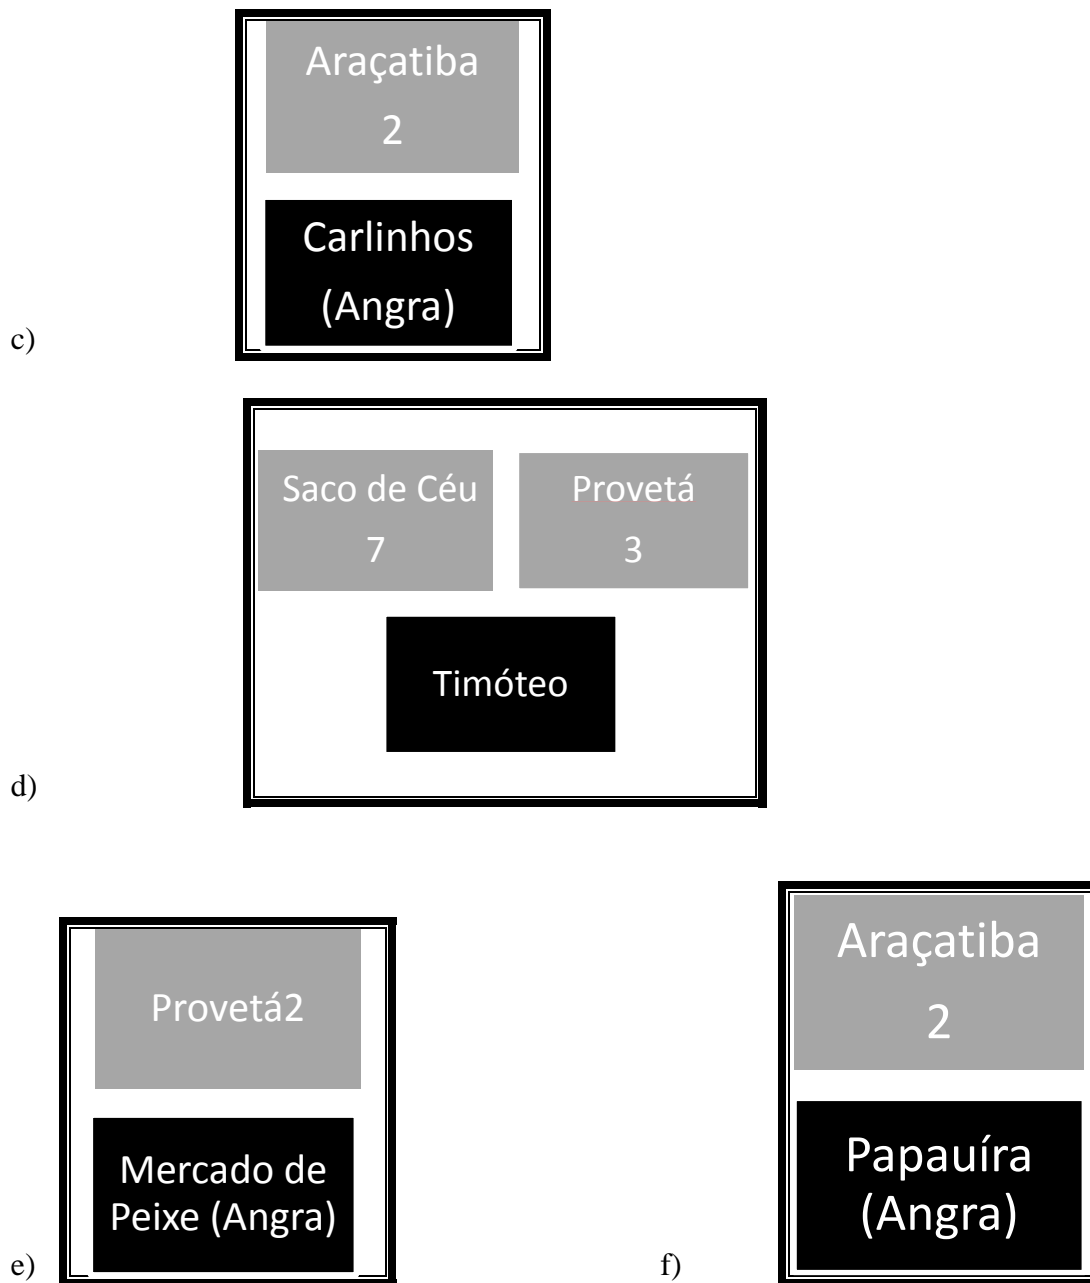 Araçatiba
2
Carlinhos
(Angra)
c)
Saco de Céu
7
Provetá
3
Timóteo
d)
Provetá2
Mercado de
Peixe (Angra)
e)
Araçatiba
2
Papauíra
(Angra)
f)